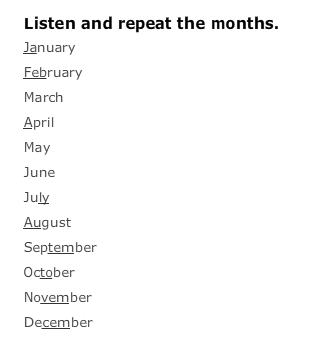 Listen and repeat the months.
January
February
March
April
May
June
July
August
September
October
November
December